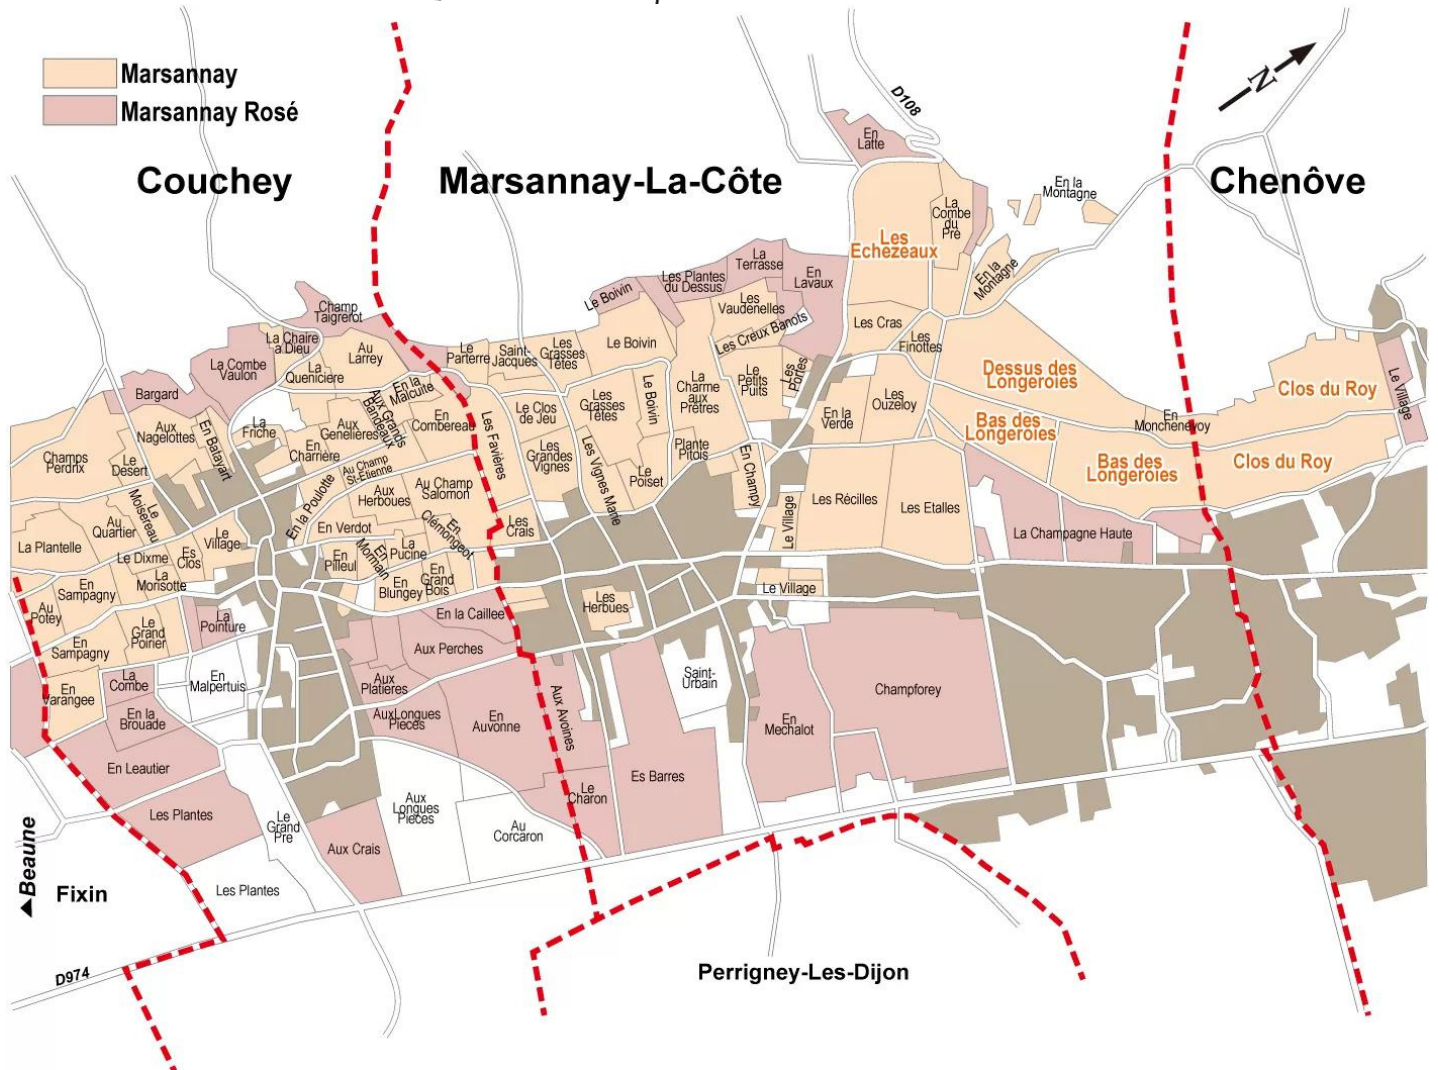 Marsannay
Marsannay Rosé
Couchey
Marsannay-La-Côte
Chenôve
N
D108
En
Latte
En la
Montagne
La
Combe
du
Pré
Les
Echezeaux
En la
Montagne
La
Terrasse
En
Lavaux
Les Plantes
du Dessus
Le Boivin
Les
Vaudenelles
Les Creux Banots
Champ
Taigrerot
La Chaire
a Dieu
La Combe
Vaulon
Au
Larrey
La
Queniciere
En la
Malcuite
Bargard
Le
Parterre
Saint-
Jacques
Les
Grasses
Têtes
Le Boivin
Les Cras
Les
Finottes
Dessus des
Longeroies
Clos du Roy
Le Village
Le
Petits
Puits
Les
Portes
La
Charme
aux
Prêtres
Le Boivin
Les
Grasses
Têtes
Le Clos
de Jeu
Les Favières
En
Combereau
Aux Grands
Bandeaux
Aux
Genelières
La
Friche
En
Charrière
En Batayart
Aux
Nagelottes
Champs
Perdrix
Le
Desert
Les
Ouzeloy
En la
Verde
Bas des
Longeroies
En
Monchenevoy
Bas des
Longeroies
Clos du Roy
Plante
Pitois
En Champy
Le
Poiset
Les Vignes Marie
Les
Grandes
Vignes
Au Champ
St-Etienne
Au Champ
Salomon
Aux
Herboues
En la Poulotte
Le
Moisereau
Au
Quartier
La Plantelle
Le Dixme
Es
Clos
Le
Village
En Verdot
En
Clémongeot
Les
Crais
Le Village
Les Récilles
Les Etalles
La Champagne Haute
La
Pucine
En
Mormain
En
Pilleul
En
Blungey
En
Grand
Bois
La
Morisotte
En
Sampagny
Au
Potey
Le
Grand
Poirier
En
Sampagny
La
Pointure
En la Caillee
Les
Herbues
Le Village
Aux Perches
En
Varangee
La
Combe
En
Malpertuis
Aux
Platieres
AuxLongues
Pieces
En
Auvonne
Aux Avoines
Saint-
Urbain
Champforey
En
Mechalot
En la
Brouade
En Leautier
Les Plantes
Le
Grand
Pre
Aux Crais
Aux
Longues
Pieces
Au
Corcaron
Le
Charon
Es Barres
Les Plantes
Beaune
Fixin
D974
Perrigney-Les-Dijon